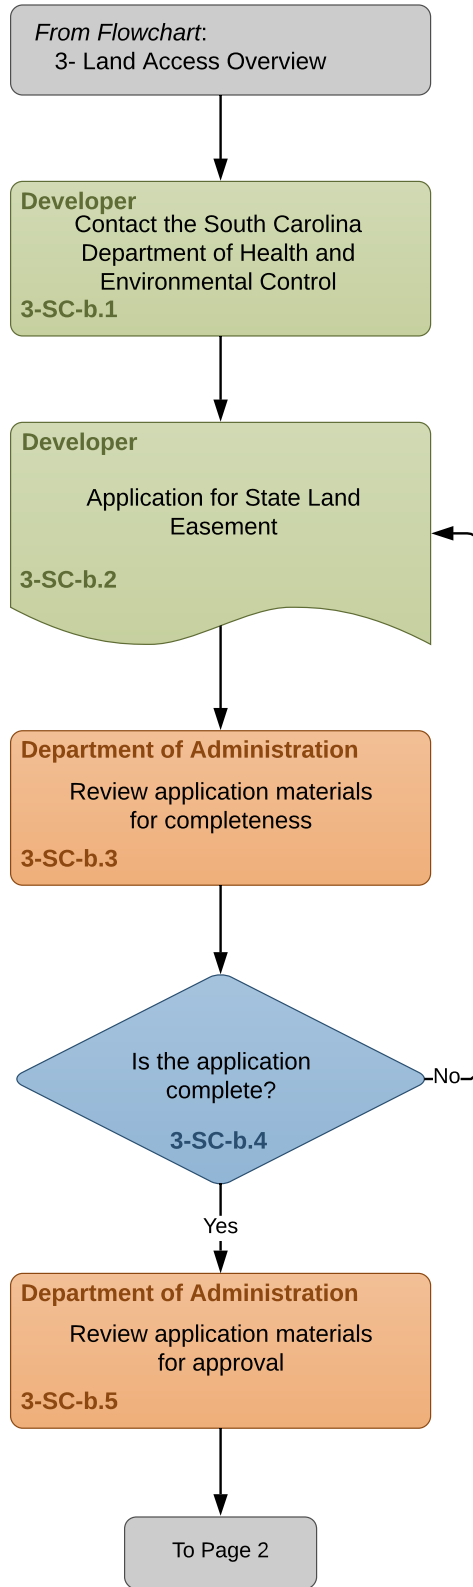 From Flowchart:
3- Land Access Overview
Developer
Contact the South Carolina
Department of Health and
Environmental Control
3-SC-b.1
Developer
Application for State Land
Easement
3-SC-b.2
Department of Administration
Review application materials
for completeness
3-SC-b.3
Is the application
complete?
3-SC-b.4
No
Yes
Department of Administration
Review application materials
for approval
3-SC-b.5
To Page 2